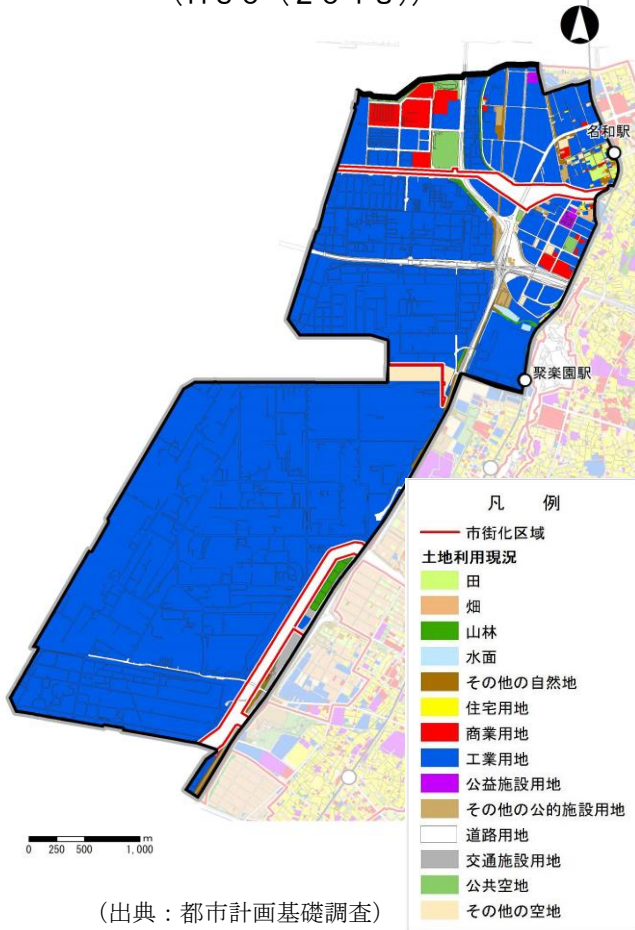 （H30（2018））
名和駅
聚楽園駅
凡 例
市街化区域
土地利用現況
田
畑
山林
水面
その他の自然地
住宅用地
商業用地
工業用地
公益施設用地
その他の公的施設用地
道路用地
交通施設用地
公共空地
その他の空地
m
0 250 500 1,000
（出典：都市計画基礎調査）